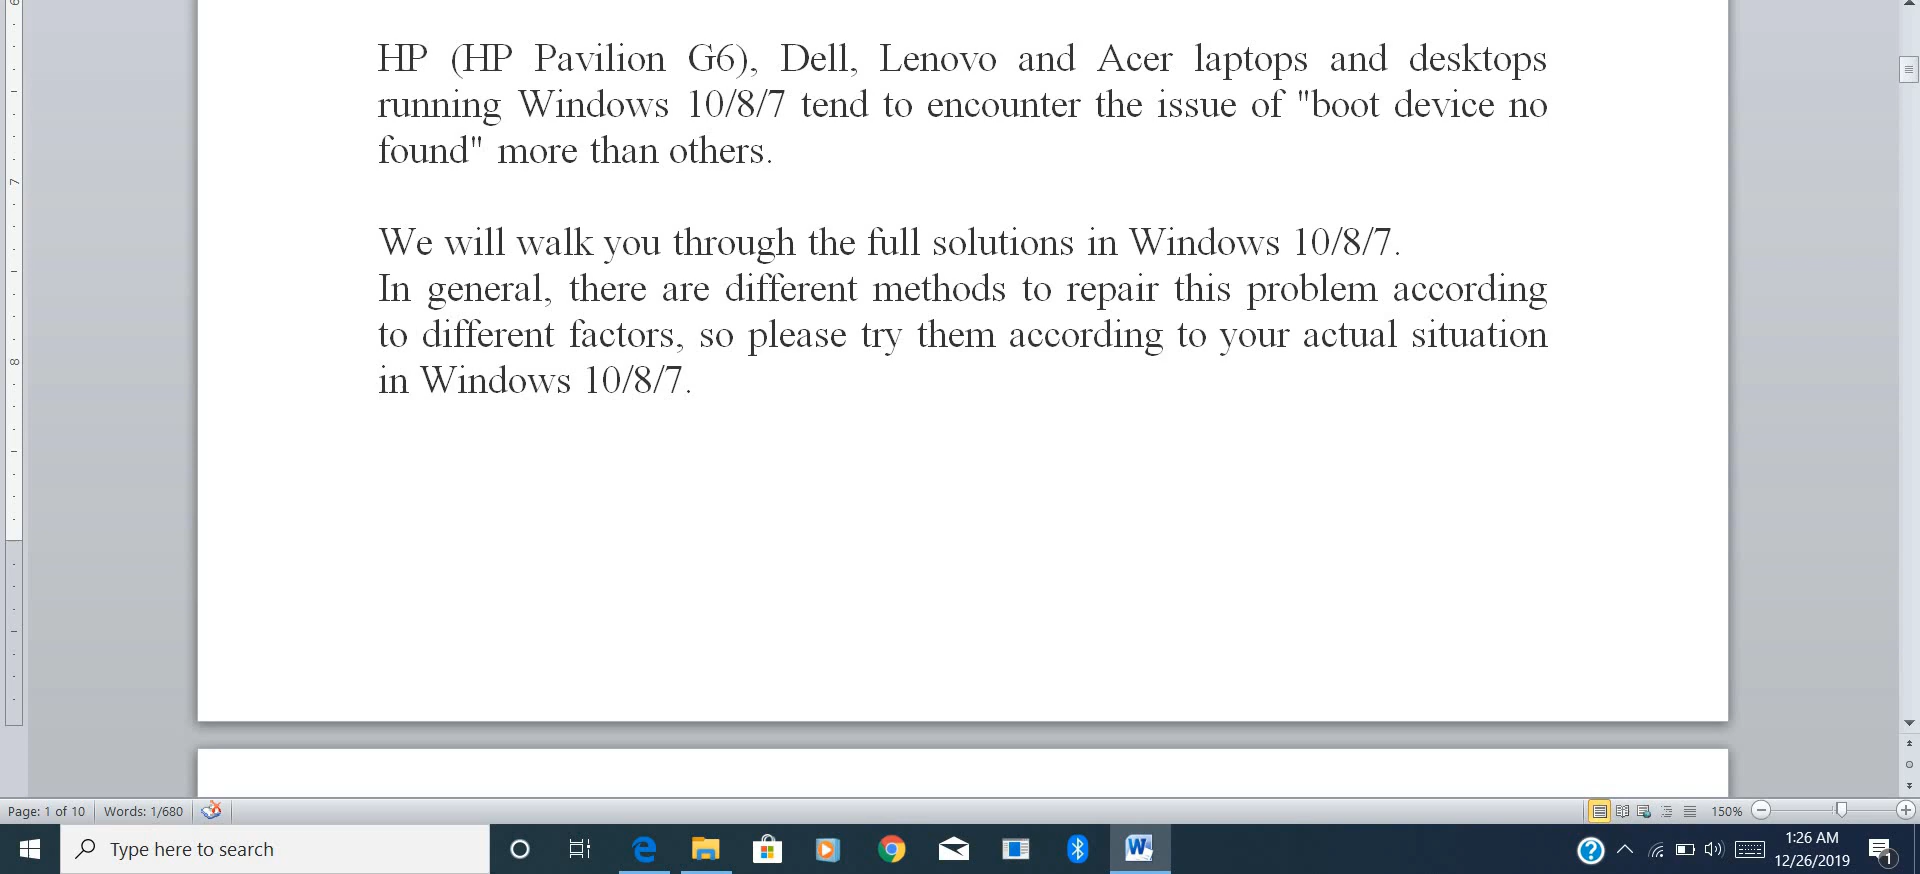 HP (HP Pavilion G6), Dell, Lenovo and Acer laptops and desktops
running Windows 10/8/7 tend to encounter the issue of "boot device no
found" more than others.
We will walk you through the full solutions in Windows 10/8/7.
In general, there are different methods to repair this problem according
to different factors, so please try them according to your actual situation
in Windows 10/8/7.
7
8
Page: 1 of 10
Words: 1/680
150%
Type here to search
1:26 AM
12/26/2019
1